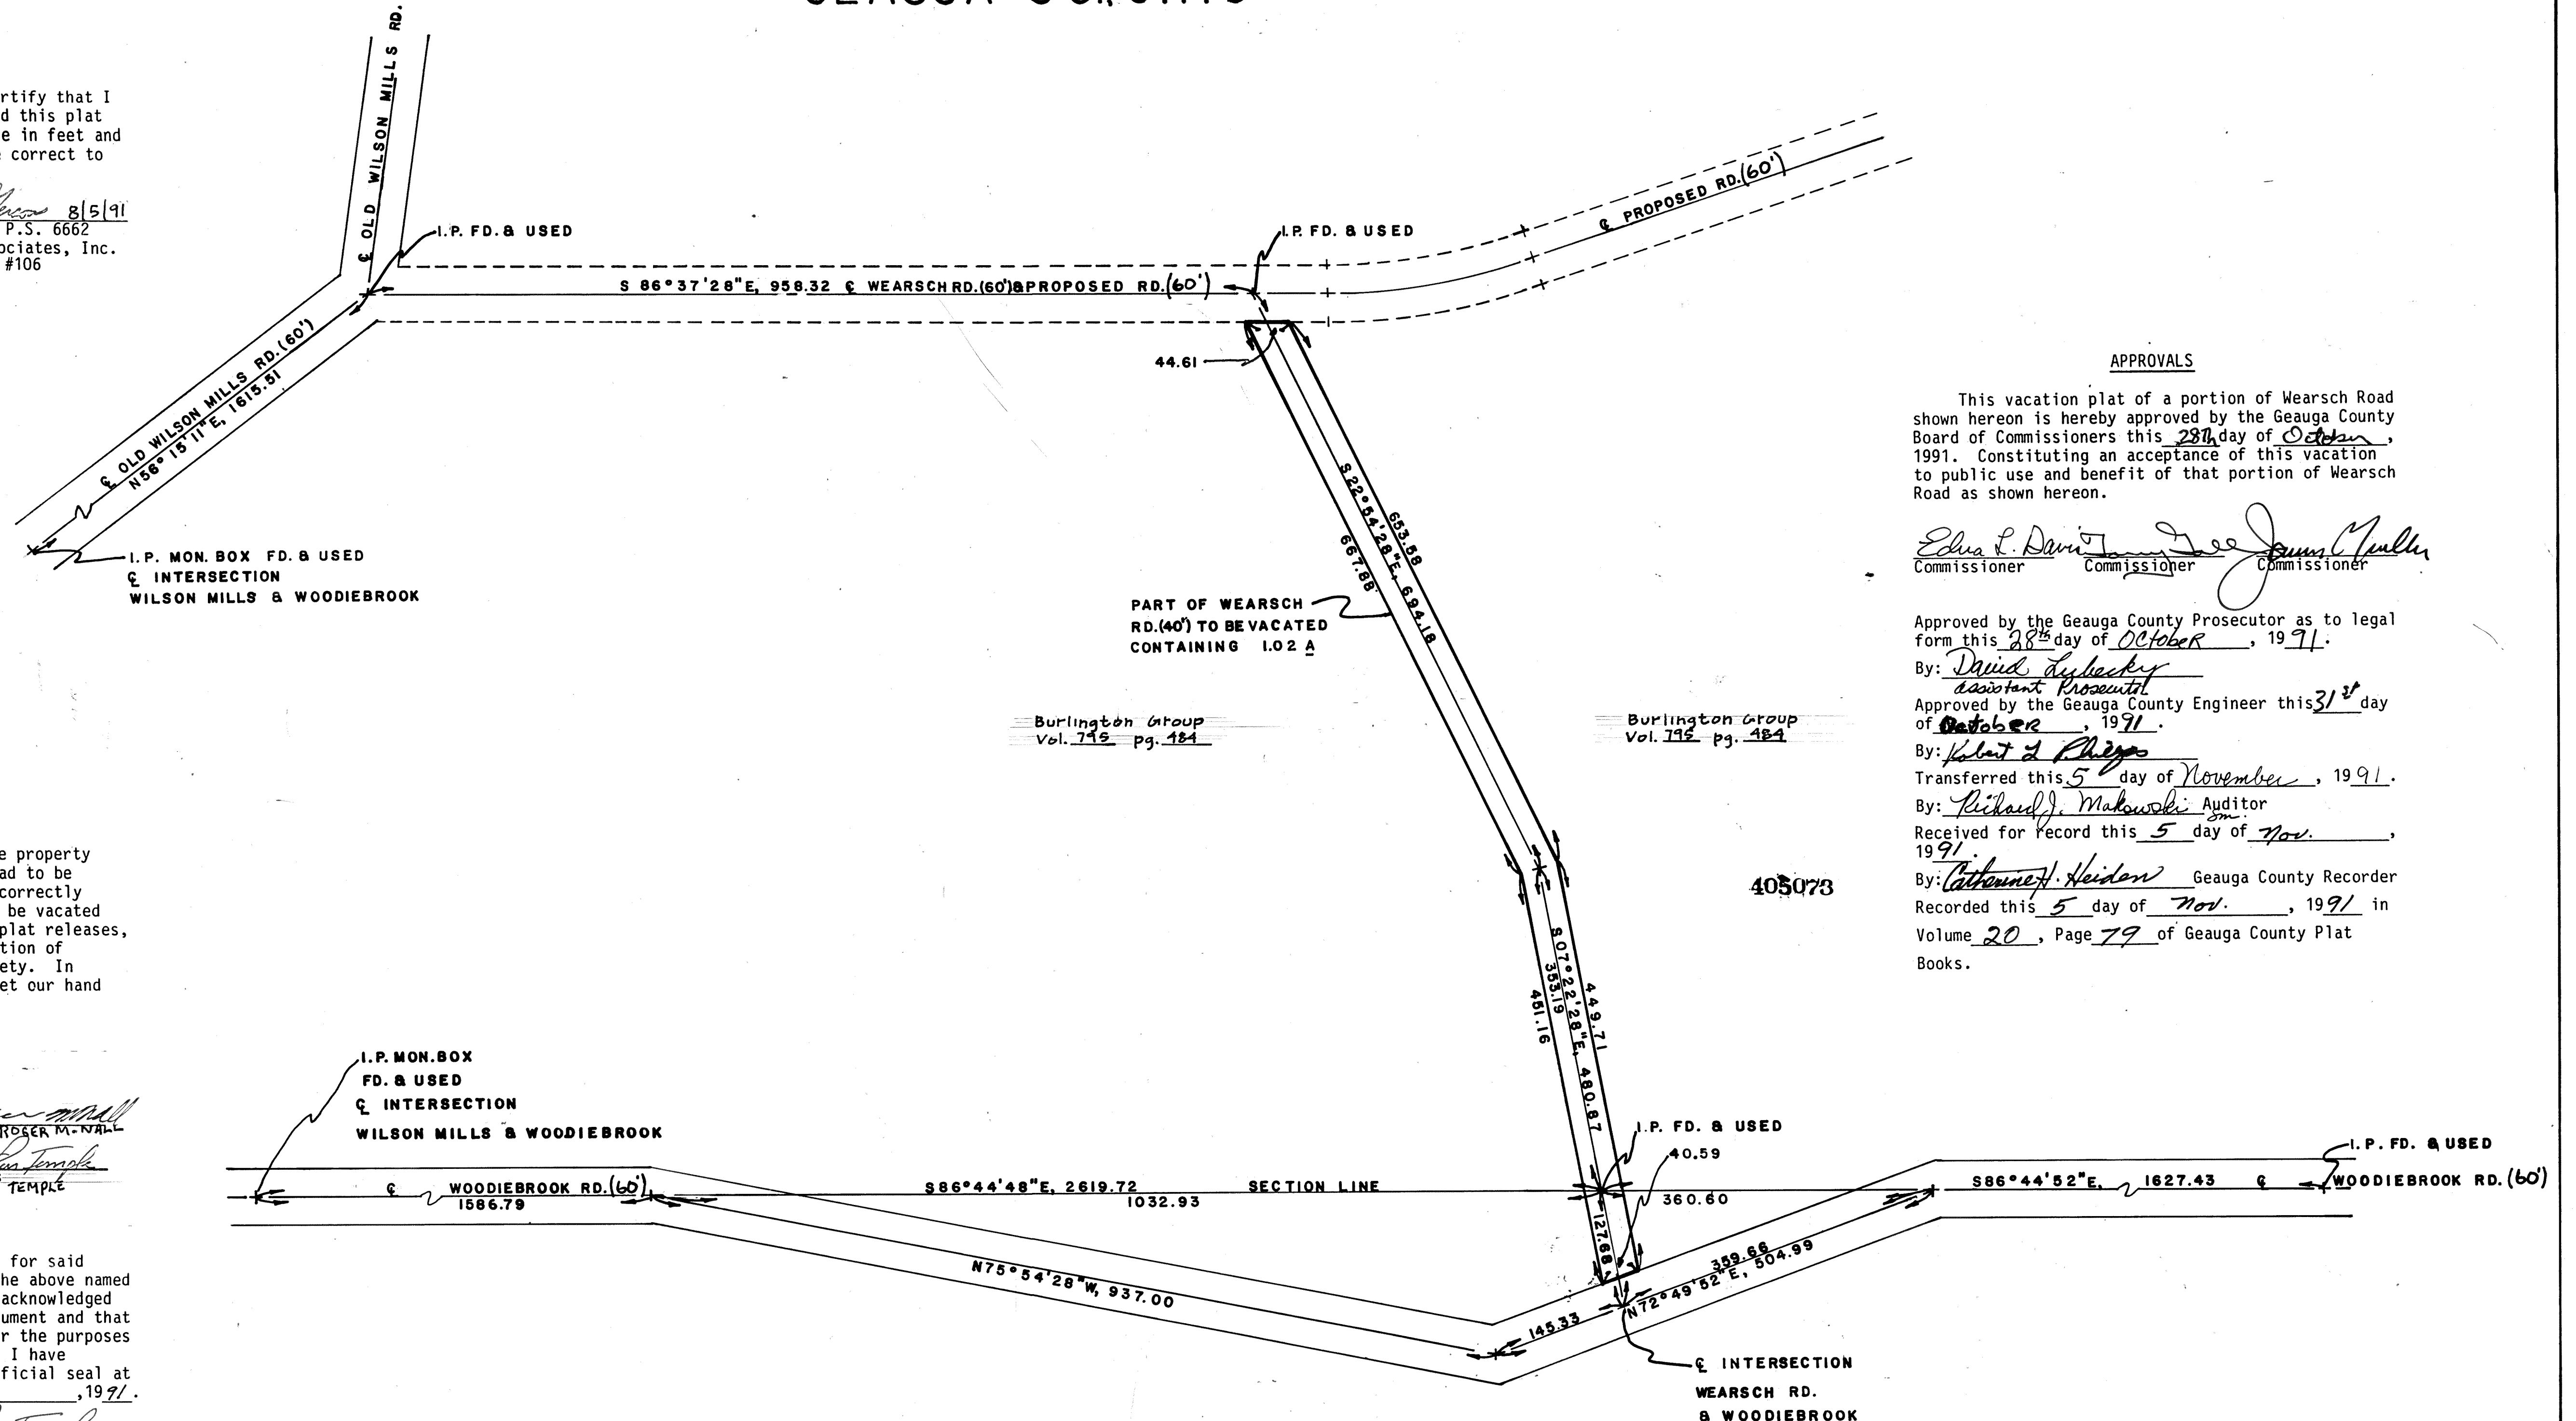 OLD WILSON MILLS RD.
rtify that I
d this plat
e in feet and
correct to
8/5/91
P.S. 6662
ociates, Inc.
#106
I.P. FD. & USED
I.P. FD. & USED
℄ OLD WILSON MILLS RD.
S 86°37'28"E, 958.32 ℄ WEARSCH RD.(60')& PROPOSED RD.(60')
℄ PROPOSED RD.(60')
℄ OLD WILSON MILLS RD.(60')
N56°15'11"E, 1615.51
I.P. MON. BOX FD. & USED
℄ INTERSECTION
WILSON MILLS & WOODIEBROOK
44.61
S22°54'28"E, 694.18
653.58
667.88
PART OF WEARSCH
RD.(40') TO BE VACATED
CONTAINING 1.02 A
Burlington Group
Vol. 795 pg. 484
Burlington Group
Vol. 795 pg. 484
405073
S07°22'28"E, 480.87
353.19
449.71
451.16
127.68
e property
ad to be
correctly
be vacated
plat releases,
tion of
ety. In
et our hand
ROGER M. NALL
Temple
TEMPLE
for said
he above named
acknowledged
ument and that
r the purposes
I have
ficial seal at
,1991.
I.P. MON. BOX
FD. & USED
℄ INTERSECTION
WILSON MILLS & WOODIEBROOK
℄ WOODIEBROOK RD.(60')
1586.79
S86°44'48"E, 2619.72 SECTION LINE
1032.93
I.P. FD. & USED
40.59
360.60
I.P. FD. & USED
S86°44'52"E, 1627.43 ℄ WOODIEBROOK RD.(60')
N75°54'28"W, 937.00
145.33
359.66
N72°49'52"E, 504.99
℄ INTERSECTION
WEARSCH RD.
& WOODIEBROOK
APPROVALS
This vacation plat of a portion of Wearsch Road
shown hereon is hereby approved by the Geauga County
Board of Commissioners this 28th day of October,
1991. Constituting an acceptance of this vacation
to public use and benefit of that portion of Wearsch
Road as shown hereon.
Edna L. Davis
Commissioner Commissioner Commissioner
Approved by the Geauga County Prosecutor as to legal
form this 28th day of October, 1991.
By: David Lybecky
Assistant Prosecutor
Approved by the Geauga County Engineer this 31st day
of October, 1991.
By: Robert L Phillips
Transferred this 5 day of November, 1991.
By: Richard J. Makowski Auditor
Received for record this 5 day of Nov.,
1991.
By: Catherine H. Heiden Geauga County Recorder
Recorded this 5 day of Nov., 1991 in
Volume 20, Page 79 of Geauga County Plat
Books.